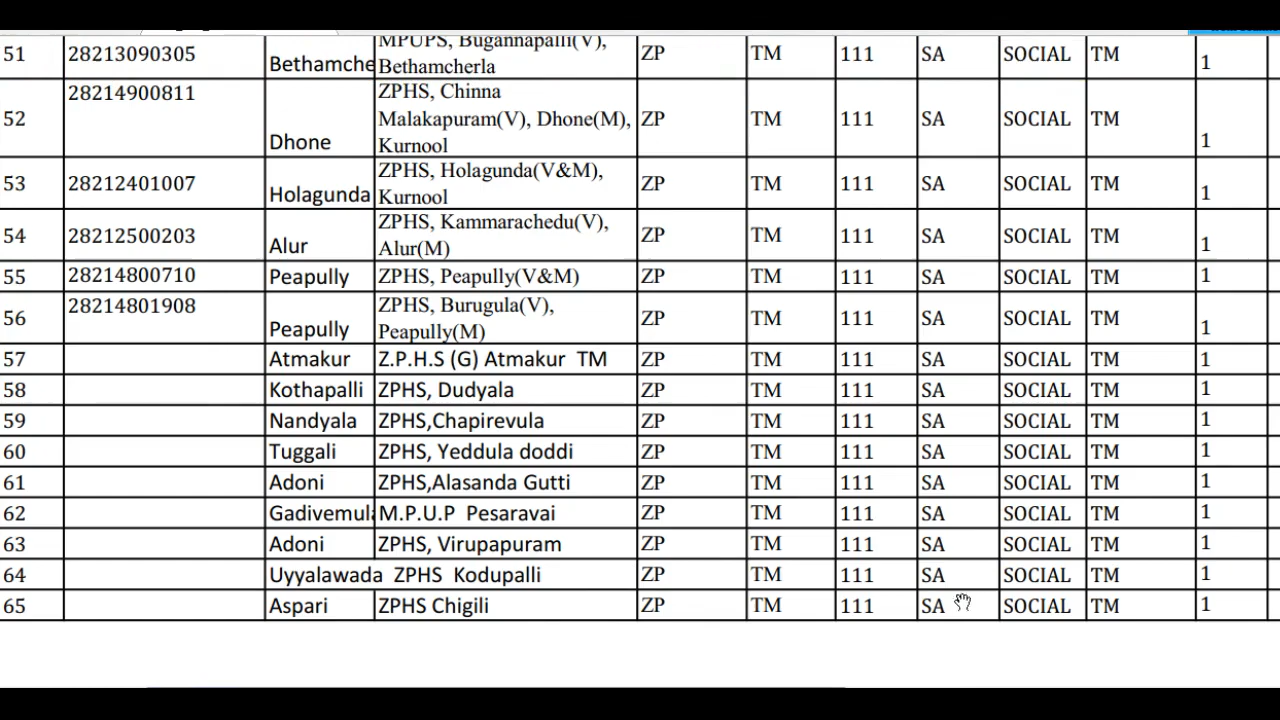 51 28213090305 Bethamche MPUPS, Bugannapalli(V), Bethamcherla ZP TM 111 SA SOCIAL TM 1
52 28214900811 Dhone ZPHS, Chinna Malakapuram(V), Dhone(M), Kurnool ZP TM 111 SA SOCIAL TM 1
53 28212401007 Holagunda ZPHS, Holagunda(V&M), Kurnool ZP TM 111 SA SOCIAL TM 1
54 28212500203 Alur ZPHS, Kammarachedu(V), Alur(M) ZP TM 111 SA SOCIAL TM 1
55 28214800710 Peapully ZPHS, Peapully(V&M) ZP TM 111 SA SOCIAL TM 1
56 28214801908 Peapully ZPHS, Burugula(V), Peapully(M) ZP TM 111 SA SOCIAL TM 1
57 Atmakur Z.P.H.S (G) Atmakur TM ZP TM 111 SA SOCIAL TM 1
58 Kothapalli ZPHS, Dudyala ZP TM 111 SA SOCIAL TM 1
59 Nandyala ZPHS,Chapirevula ZP TM 111 SA SOCIAL TM 1
60 Tuggali ZPHS, Yeddula doddi ZP TM 111 SA SOCIAL TM 1
61 Adoni ZPHS,Alasanda Gutti ZP TM 111 SA SOCIAL TM 1
62 Gadivemula M.P.U.P Pesaravai ZP TM 111 SA SOCIAL TM 1
63 Adoni ZPHS, Virupapuram ZP TM 111 SA SOCIAL TM 1
64 Uyyalawada ZPHS Kodupalli ZP TM 111 SA SOCIAL TM 1
65 Aspari ZPHS Chigili ZP TM 111 SA SOCIAL TM 1